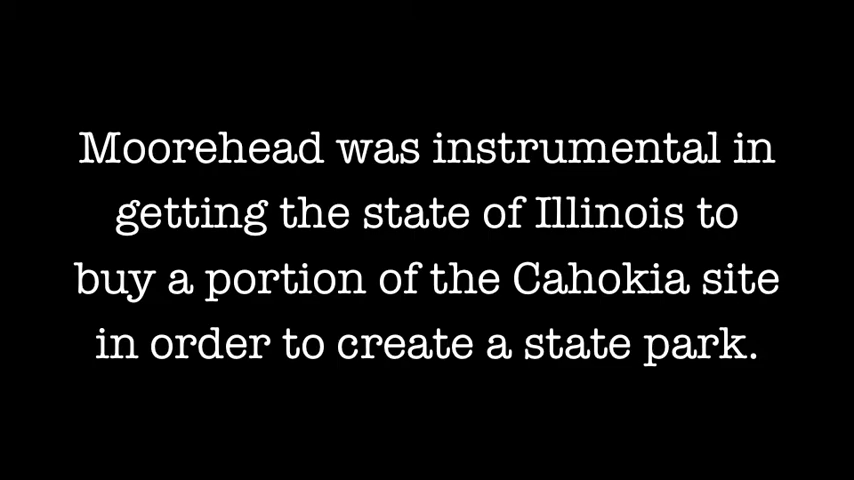 Moorehead was instrumental in
getting the state of Illinois to
buy a portion of the Cahokia site
in order to create a state park.